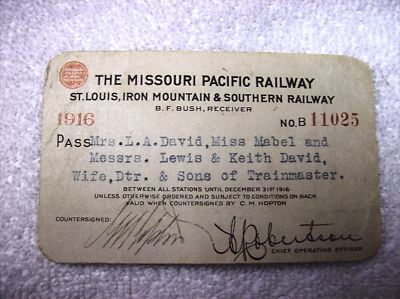 THE MISSOURI PACIFIC RAILWAY
ST. LOUIS, IRON MOUNTAIN & SOUTHERN RAILWAY
B. F. BUSH, RECEIVER
1916 NO. B 11025
PASS Mrs.L.A.David,Miss Mabel and
Messrs. Lewis & Keith David,
Wife,Dtr. & Sons of Trainmaster.
BETWEEN ALL STATIONS UNTIL DECEMBER 31ST 1916
UNLESS OTHERWISE ORDERED AND SUBJECT TO CONDITIONS ON BACK
VALID WHEN COUNTERSIGNED BY C. M. HOPTON
COUNTERSIGNED:
A Robertson
CHIEF OPERATING OFFICER